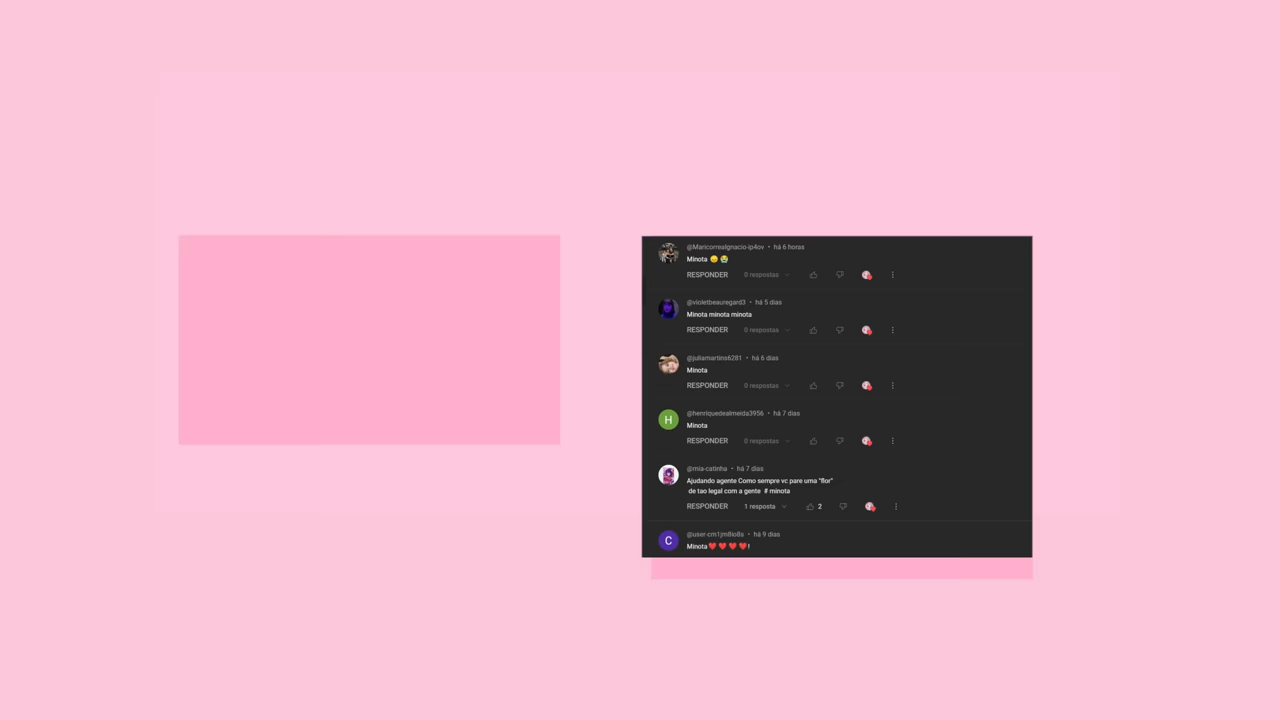 @Maricorrealgnacio-ip4ov • há 6 horas
Minota 😀 😭
RESPONDER 0 respostas
@violetbeauregard3 • há 5 dias
Minota minota minota
RESPONDER 0 respostas
@juliamartins6281 • há 6 dias
Minota
RESPONDER 0 respostas
H
@henriquedealmeida3956 • há 7 dias
Minota
RESPONDER 0 respostas
@mia-catinha • há 7 dias
Ajudando agente Como sempre vc pare uma "flor"
de tao legal com a gente # minota
RESPONDER 1 resposta 2
C
@user-cm1jm8io8s • há 9 dias
Minota❤️❤️❤️❤️!